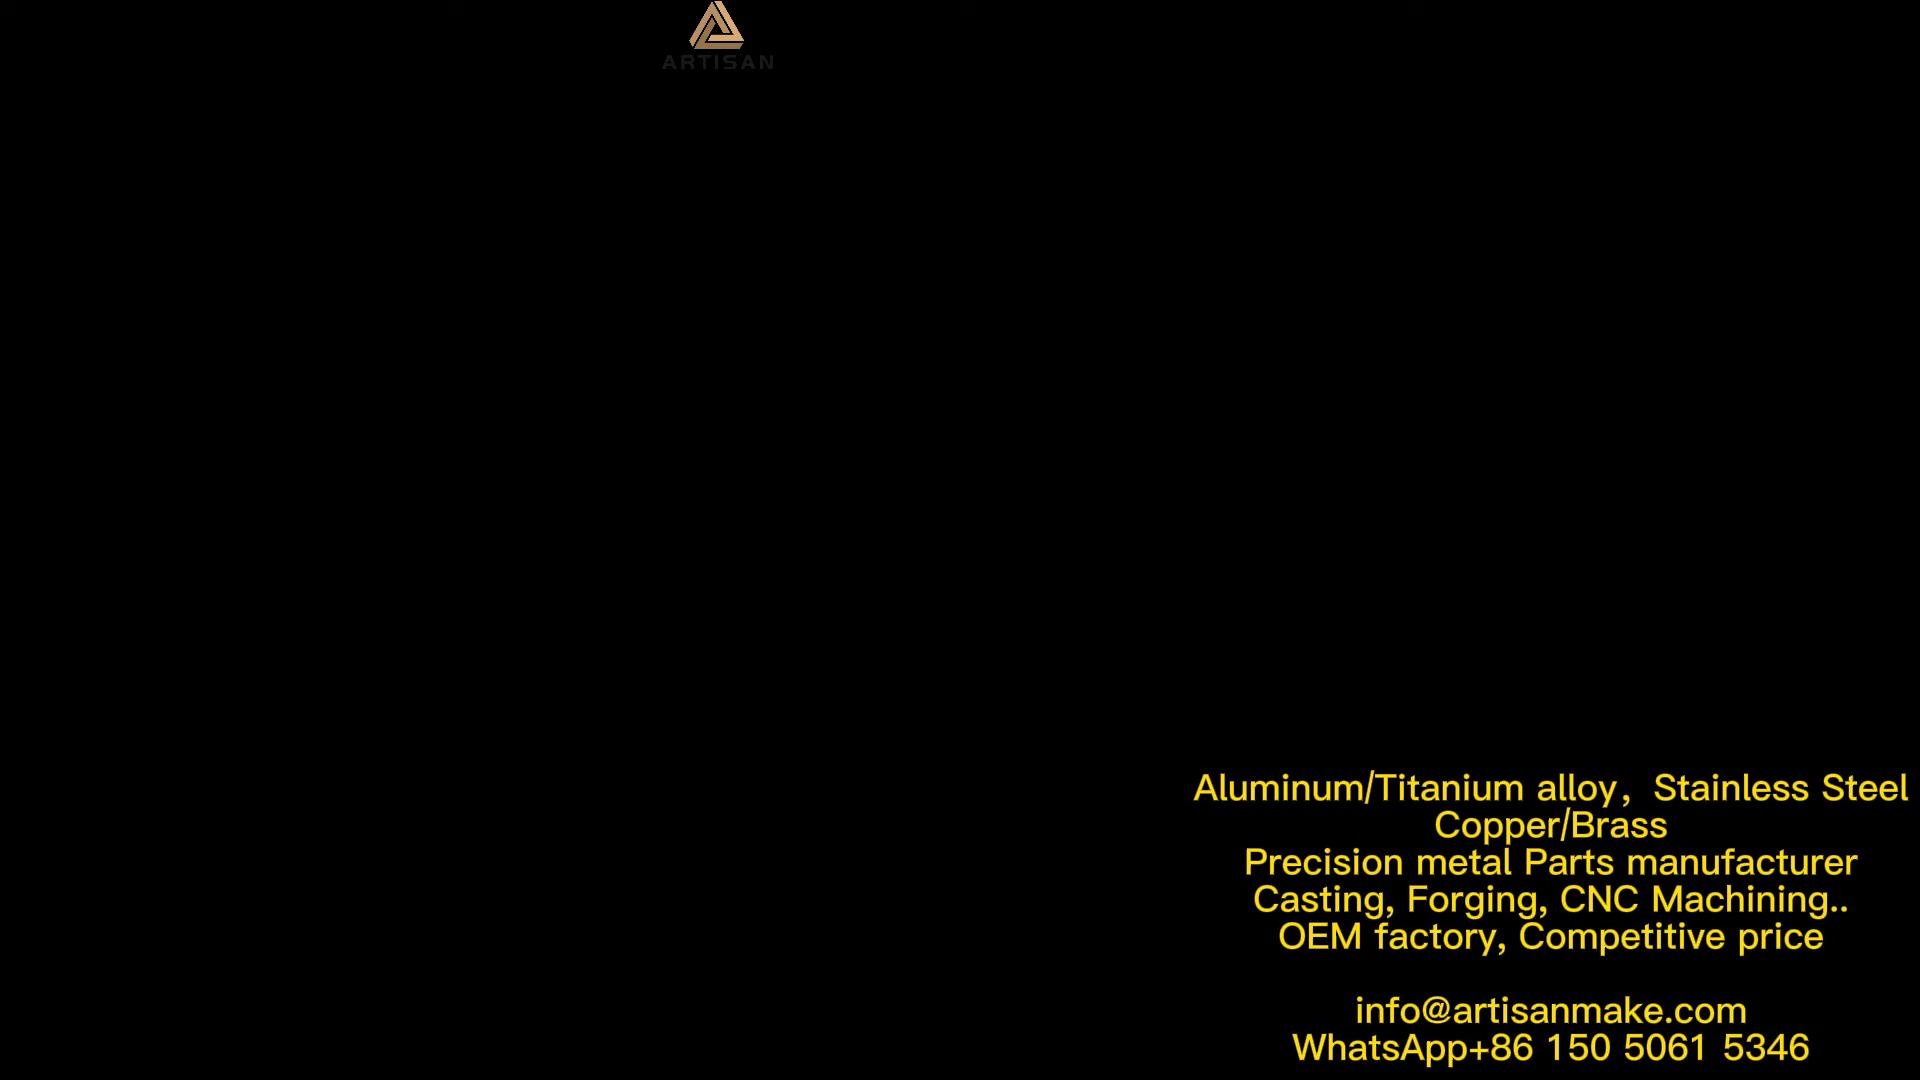 ARTISAN
Aluminum/Titanium alloy，Stainless Steel
Copper/Brass
Precision metal Parts manufacturer
Casting, Forging, CNC Machining..
OEM factory, Competitive price
info@artisanmake.com
WhatsApp+86 150 5061 5346